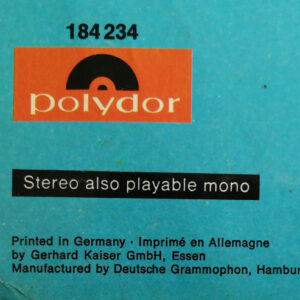 184 234
polydor
Stereo also playable mono
Printed in Germany · Imprimé en Allemagne
by Gerhard Kaiser GmbH, Essen
Manufactured by Deutsche Grammophon, Hambur